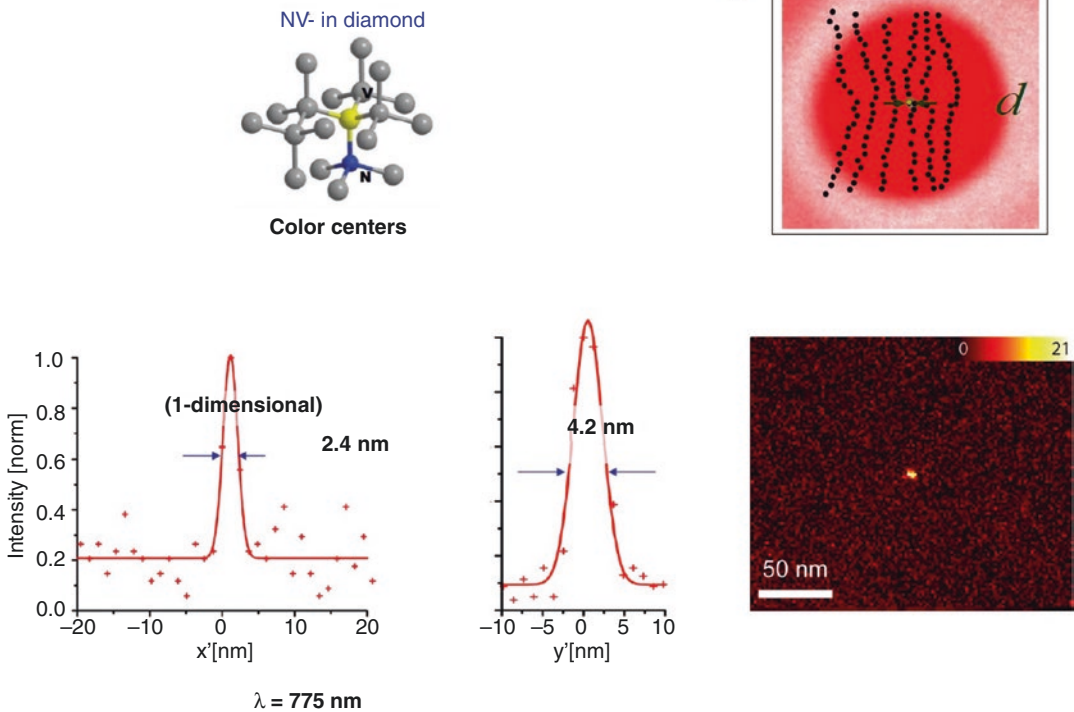 NV- in diamond
V
N
Color centers
d
Intensity [norm]
1.0
0.8
0.6
0.4
0.2
0.0
(1-dimensional)
2.4 nm
–20
–10
0
10
20
x'[nm]
4.2 nm
–10
–5
0
5
10
y'[nm]
0
21
50 nm
λ = 775 nm